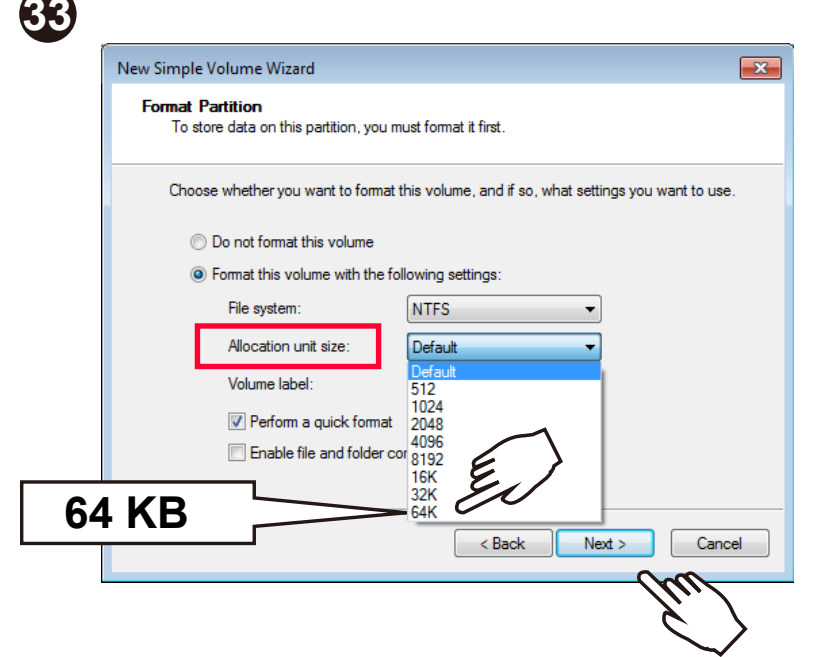 33
New Simple Volume Wizard
Format Partition
To store data on this partition, you must format it first.
Choose whether you want to format this volume, and if so, what settings you want to use.
Do not format this volume
Format this volume with the following settings:
File system: NTFS
Allocation unit size: Default
Default
Volume label:
512
1024
Perform a quick format
2048
4096
Enable file and folder
8192
16K
32K
64K
64 KB
< Back Next > Cancel